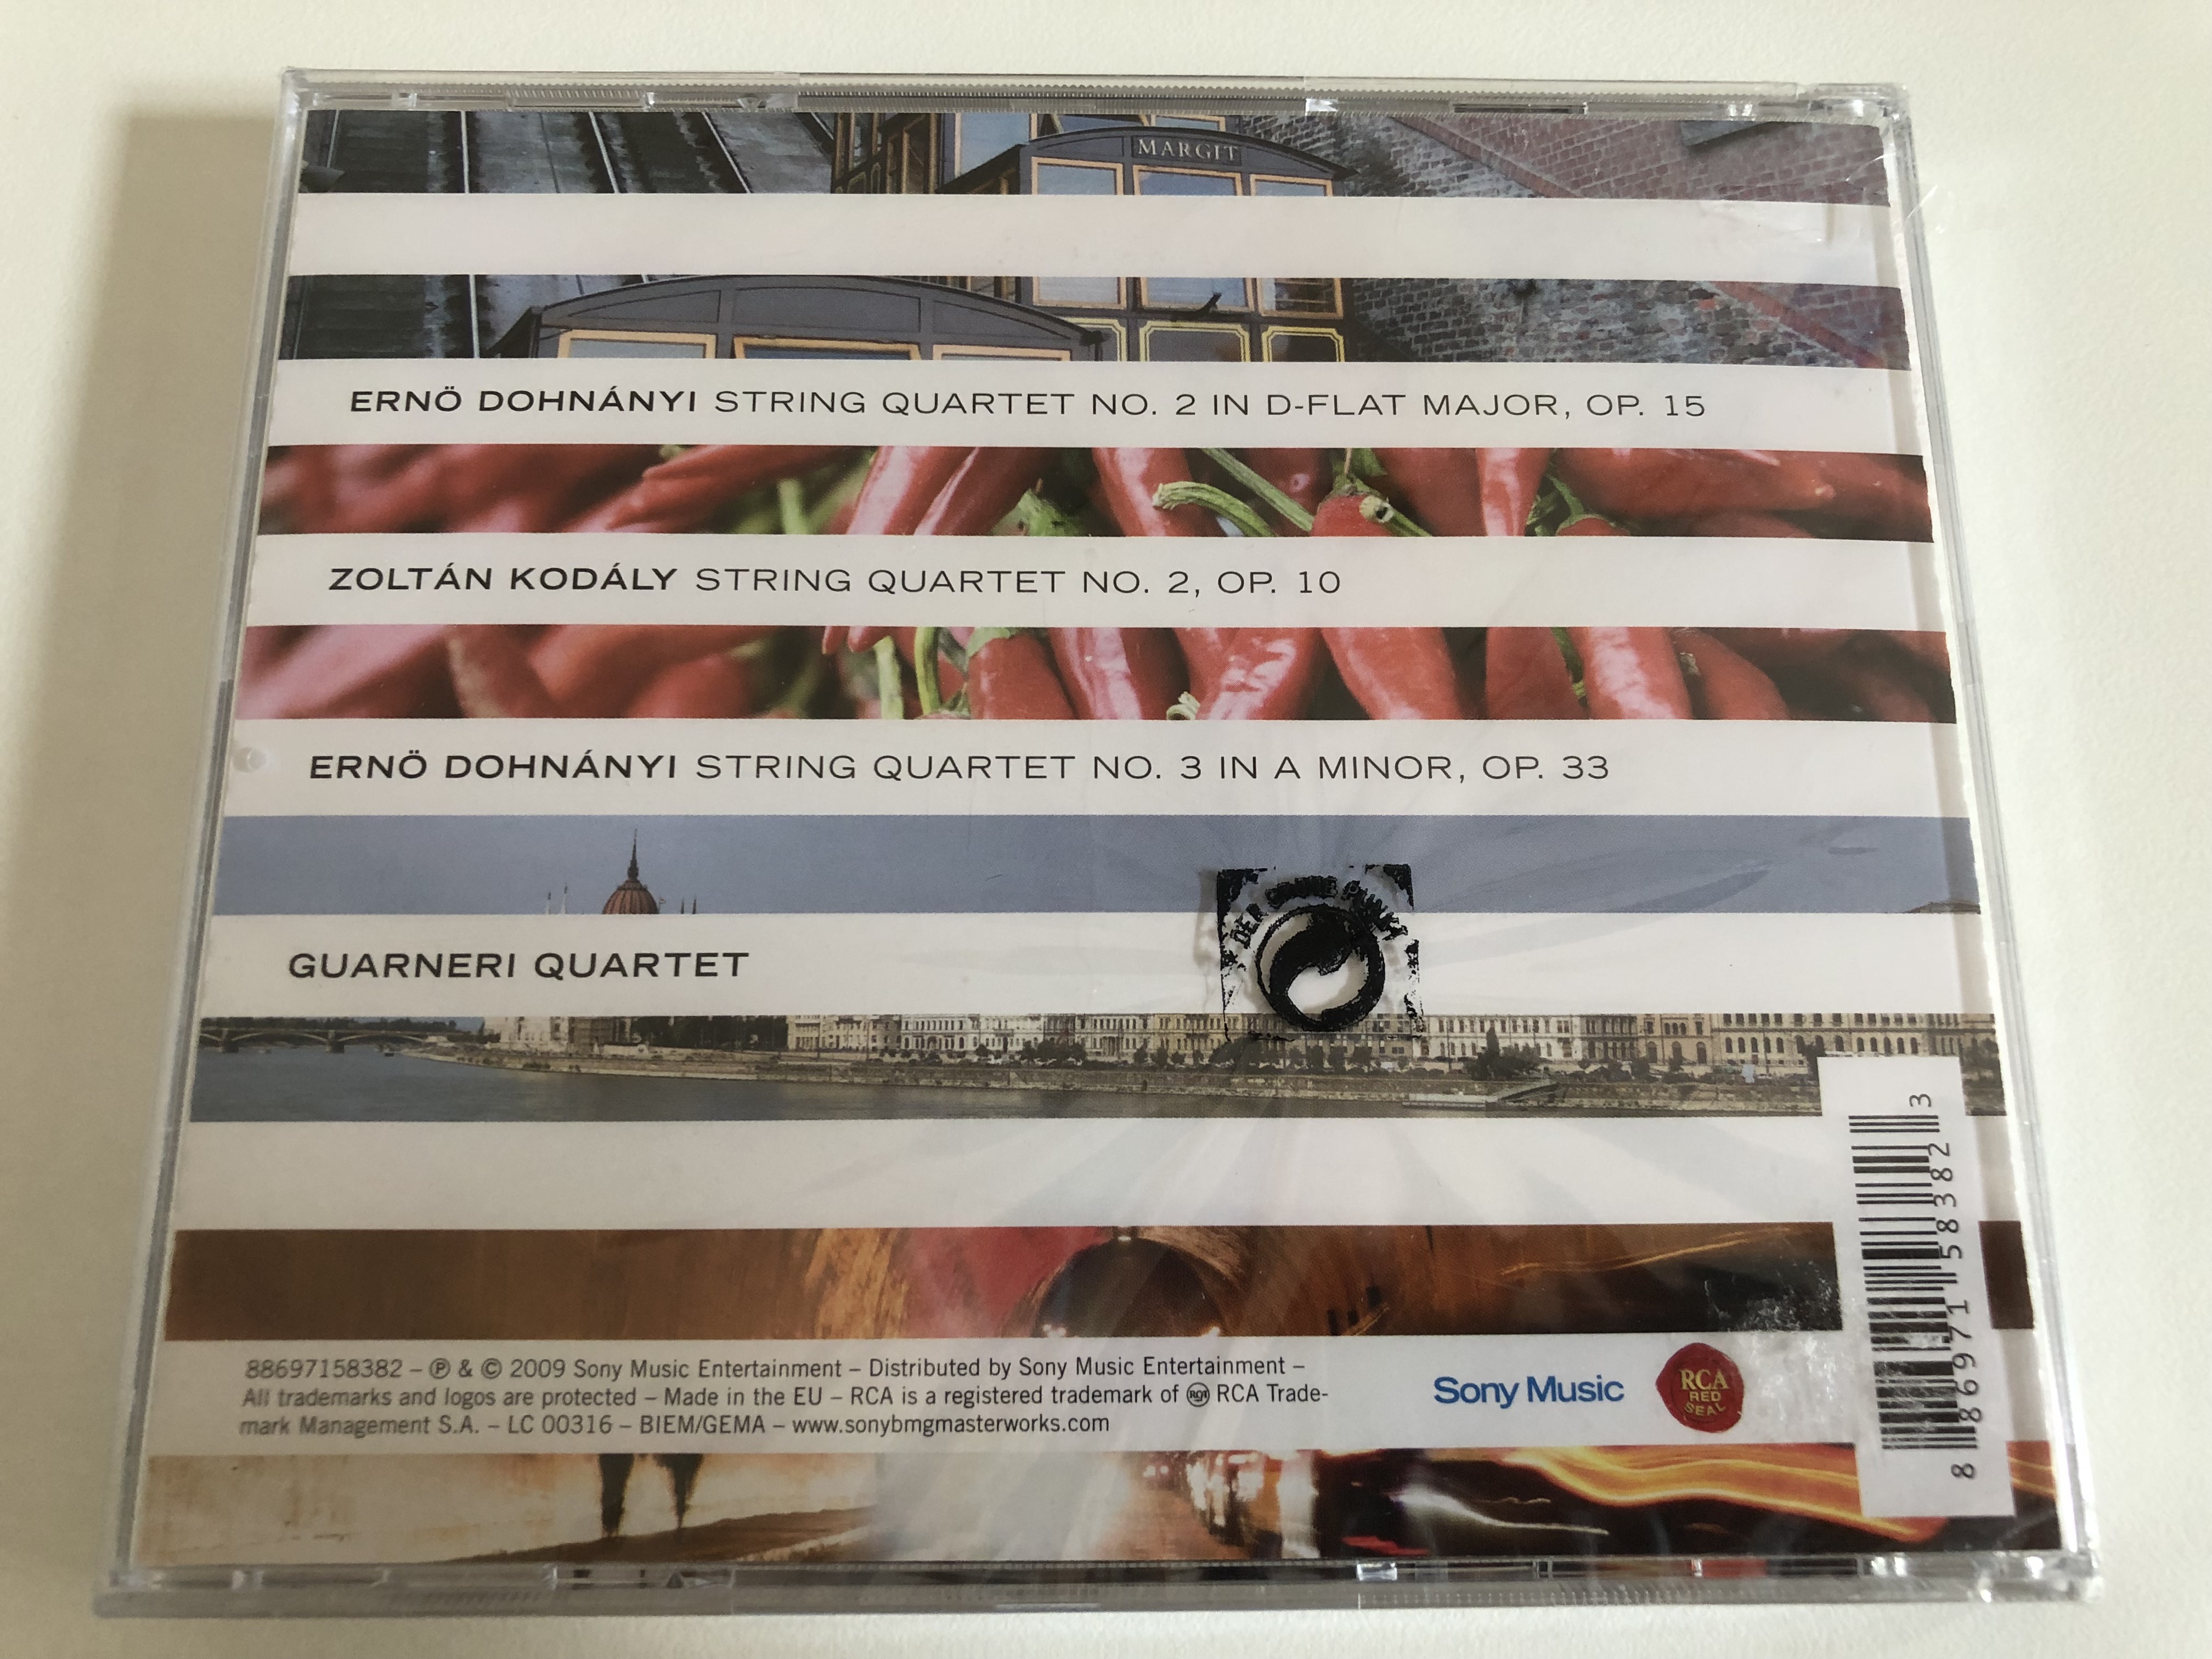 MARGIT
ERNÖ DOHNÁNYI STRING QUARTET NO. 2 IN D-FLAT MAJOR, OP. 15
ZOLTÁN KODÁLY STRING QUARTET NO. 2, OP. 10
ERNÖ DOHNÁNYI STRING QUARTET NO. 3 IN A MINOR, OP. 33
DER GRÜNE PUNKT
GUARNERI QUARTET
88697158382 – ℗ & © 2009 Sony Music Entertainment – Distributed by Sony Music Entertainment –
All trademarks and logos are protected – Made in the EU – RCA is a registered trademark of RCA Trade-
mark Management S.A. – LC 00316 – BIEM/GEMA – www.sonybmgmasterworks.com
Sony Music
RCA
RED
SEAL
8 86971 58382 3